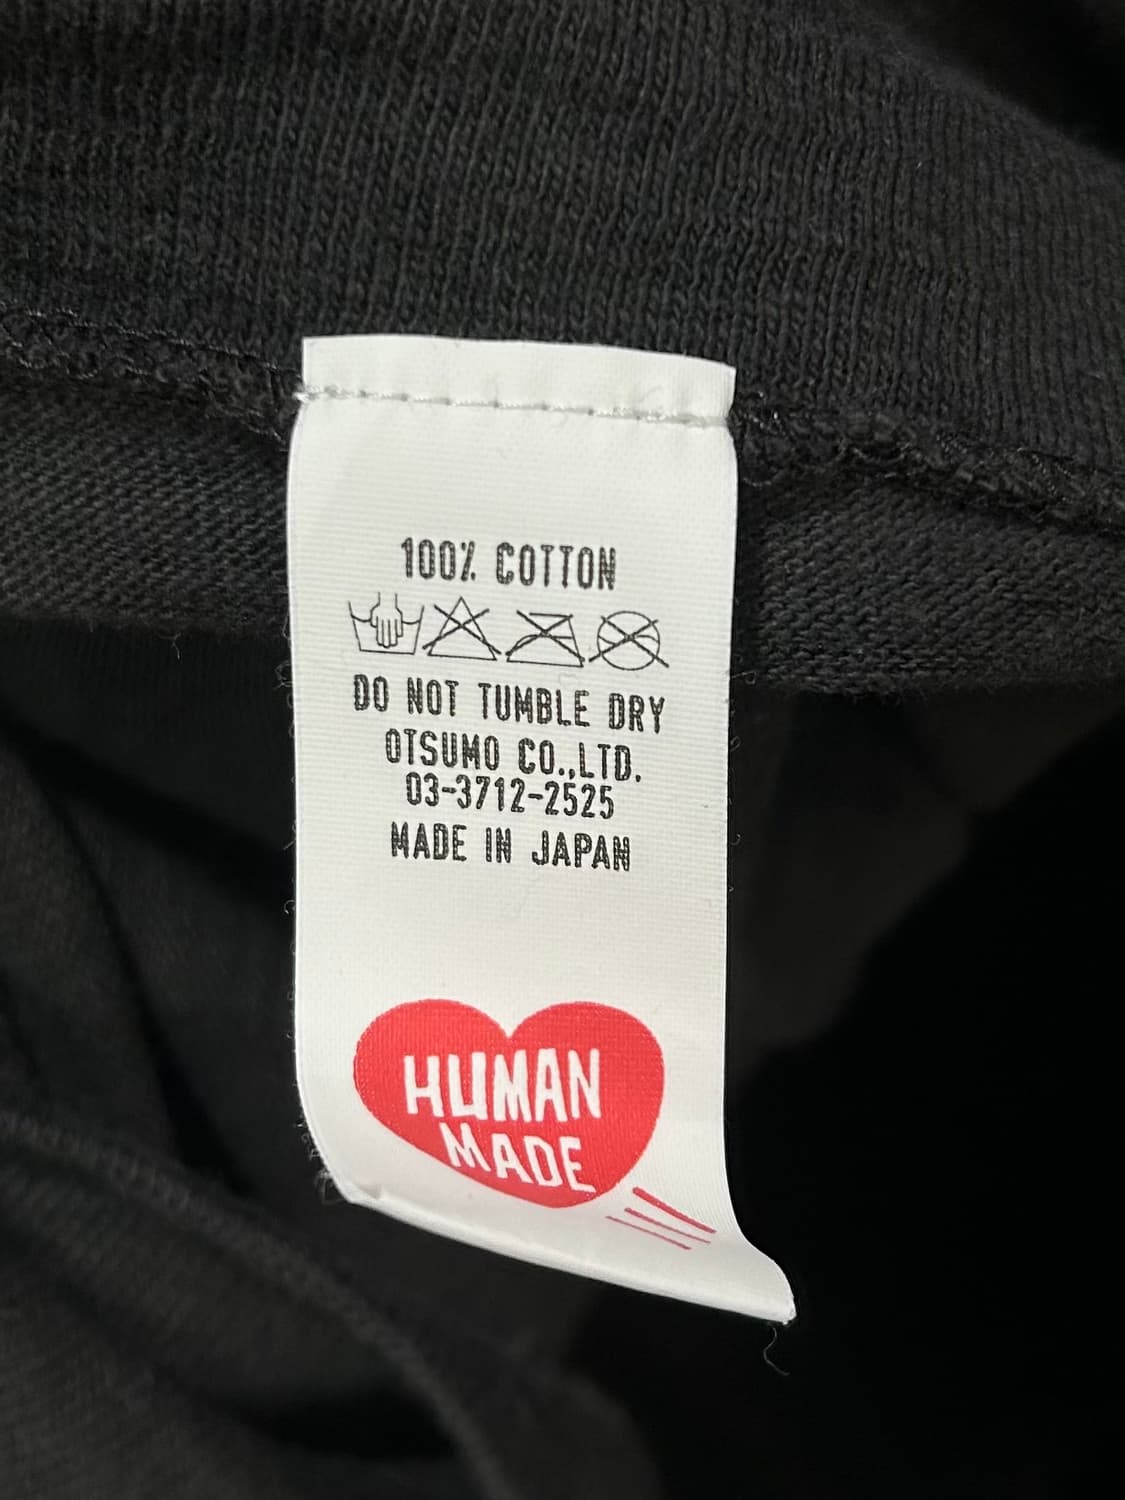 100% COTTON
DO NOT TUMBLE DRY
OTSUMO CO.,LTD.
03-3712-2525
MADE IN JAPAN
HUMAN
MADE